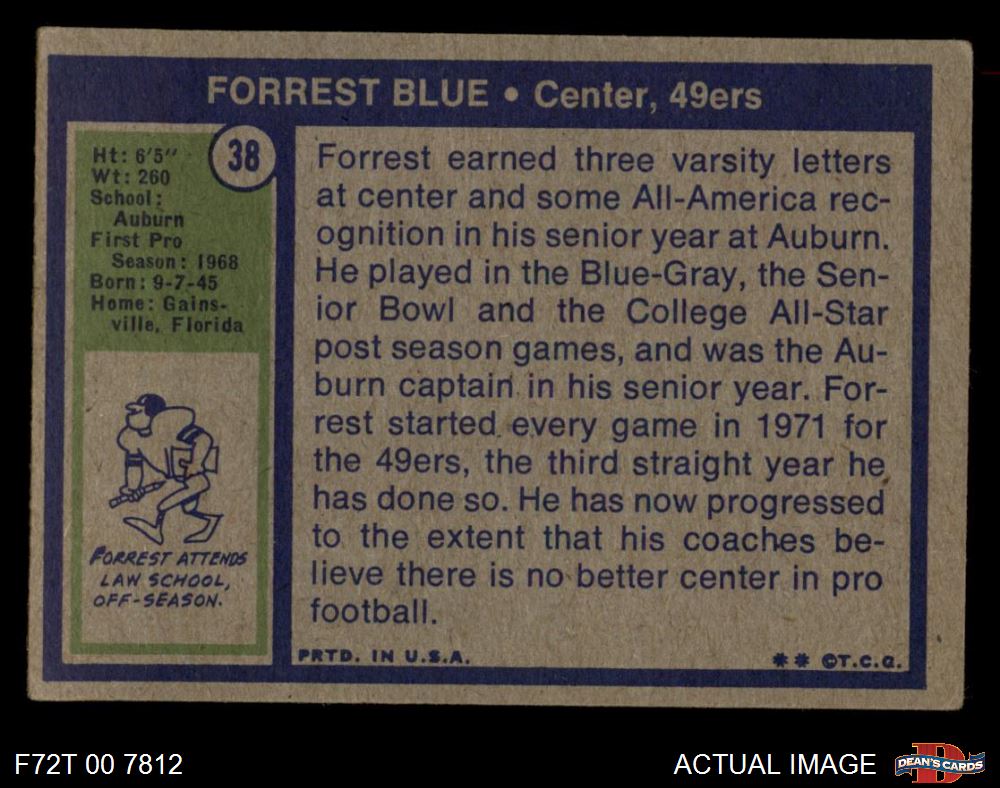 FORREST BLUE • Center, 49ers
38
Ht: 6'5"
Wt: 260
School:
Auburn
First Pro
Season: 1968
Born: 9-7-45
Home: Gains-
ville, Florida
FORREST ATTENDS
LAW SCHOOL,
OFF-SEASON.
Forrest earned three varsity letters
at center and some All-America rec-
ognition in his senior year at Auburn.
He played in the Blue-Gray, the Sen-
ior Bowl and the College All-Star
post season games, and was the Au-
burn captain in his senior year. For-
rest started every game in 1971 for
the 49ers, the third straight year he
has done so. He has now progressed
to the extent that his coaches be-
lieve there is no better center in pro
football.
PRTD. IN U.S.A.
** ©T.C.G.
F72T 00 7812
ACTUAL IMAGE
D
DEAN'S CARDS